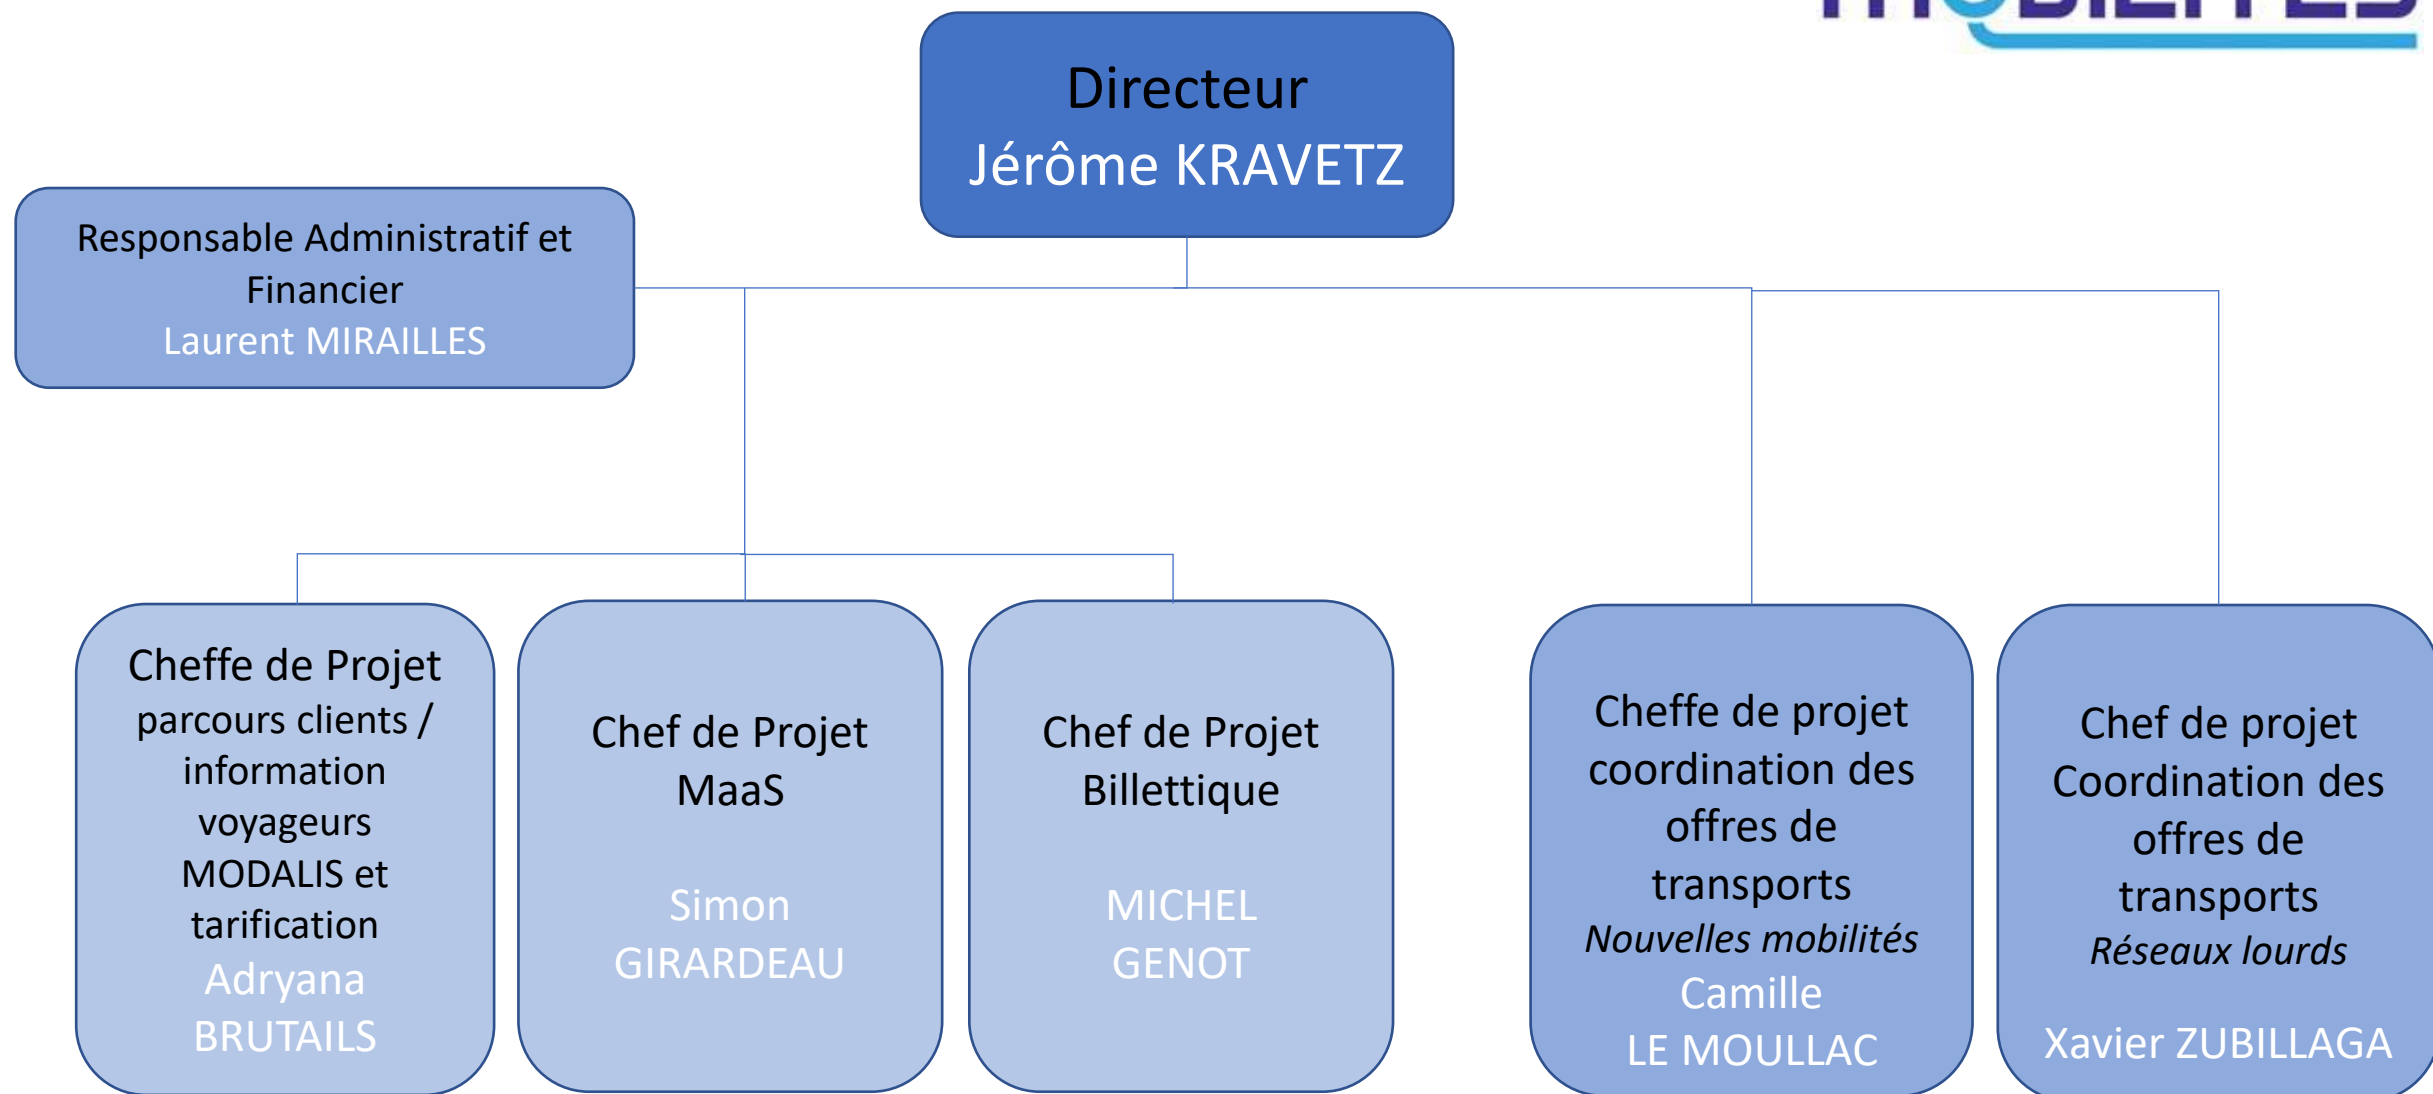 MOBILITES
Directeur
Jérôme KRAVETZ
Responsable Administratif et
Financier
Laurent MIRAILLES
Cheffe de Projet
parcours clients /
information
voyageurs
MODALIS et
tarification
Adryana
BRUTAILS
Chef de Projet
MaaS
Simon
GIRARDEAU
Chef de Projet
Billettique
MICHEL
GENOT
Cheffe de projet
coordination des
offres de
transports
Nouvelles mobilités
Camille
LE MOULLAC
Chef de projet
Coordination des
offres de
transports
Réseaux lourds
Xavier ZUBILLAGA